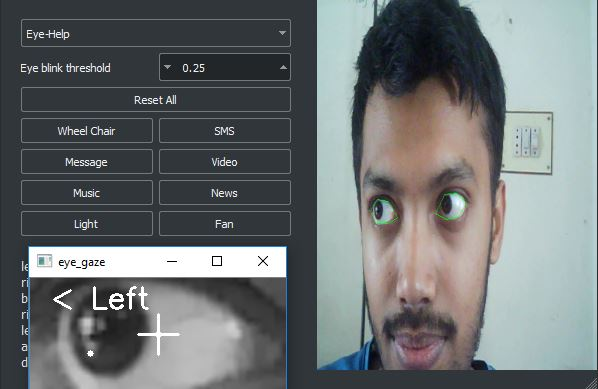 Eye-Help
Eye blink threshold
0.25
Reset All
Wheel Chair
SMS
Message
Video
Music
News
Light
Fan
eye_gaze
< Left